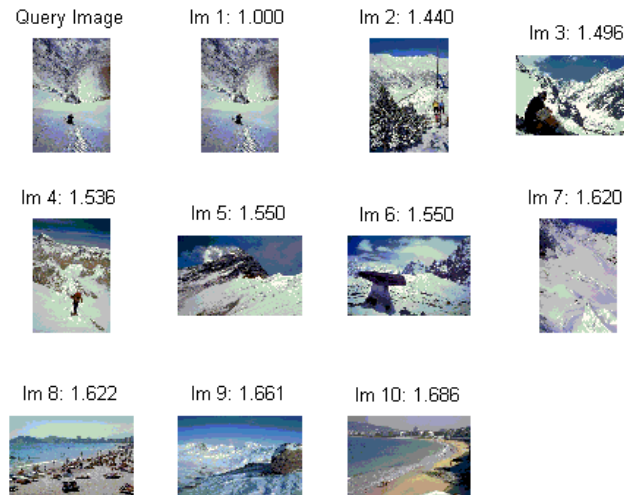 Query Image
Im 1: 1.000
Im 2: 1.440
Im 3: 1.496
Im 4: 1.536
Im 5: 1.550
Im 6: 1.550
Im 7: 1.620
Im 8: 1.622
Im 9: 1.661
Im 10: 1.686